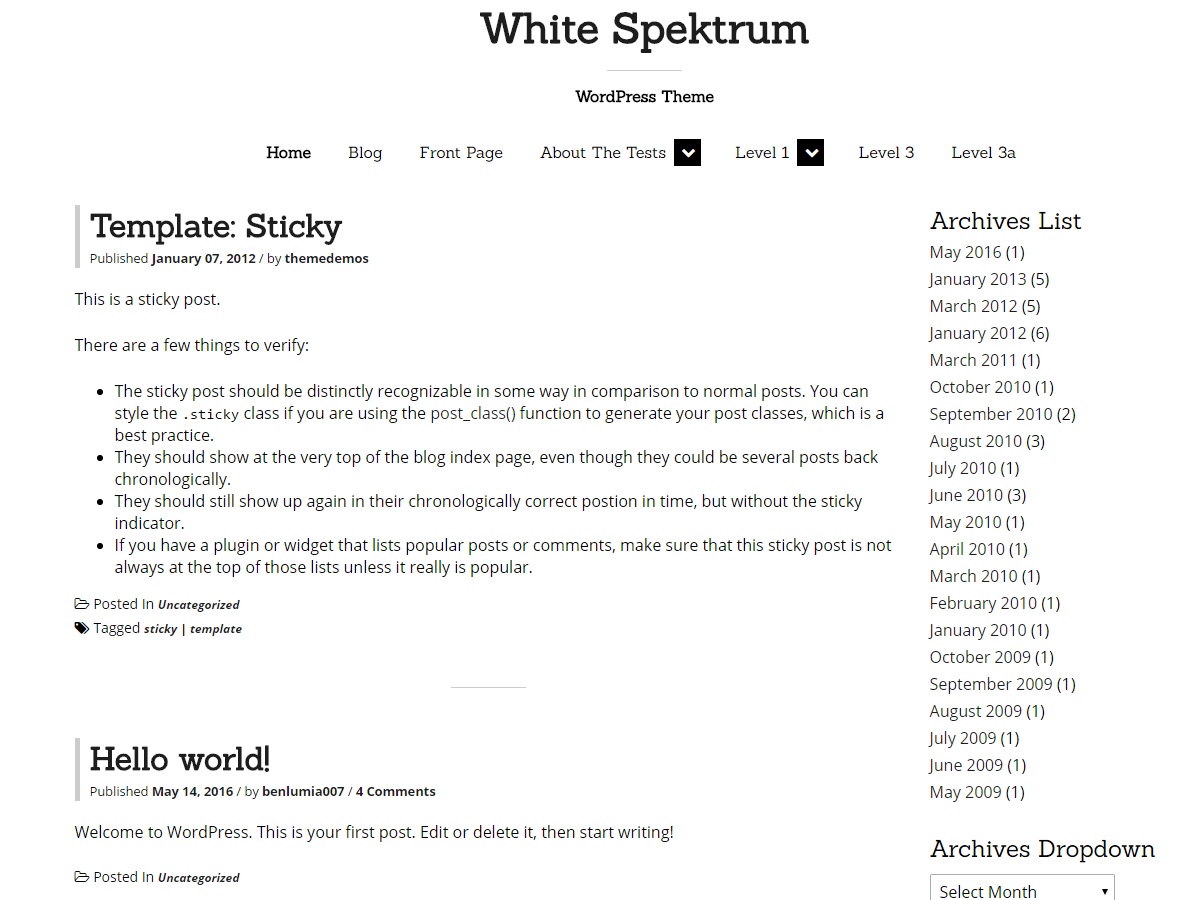 White Spektrum
WordPress Theme
Home Blog Front Page About The Tests Level 1 Level 3 Level 3a
Template: Sticky
Published January 07, 2012 / by themedemos
This is a sticky post.
There are a few things to verify:
The sticky post should be distinctly recognizable in some way in comparison to normal posts. You can
style the .sticky class if you are using the post_class() function to generate your post classes, which is a
best practice.
They should show at the very top of the blog index page, even though they could be several posts back
chronologically.
They should still show up again in their chronologically correct postion in time, but without the sticky
indicator.
If you have a plugin or widget that lists popular posts or comments, make sure that this sticky post is not
always at the top of those lists unless it really is popular.
Posted In Uncategorized
Tagged sticky | template
Hello world!
Published May 14, 2016 / by benlumia007 / 4 Comments
Welcome to WordPress. This is your first post. Edit or delete it, then start writing!
Posted In Uncategorized
Archives List
May 2016 (1)
January 2013 (5)
March 2012 (5)
January 2012 (6)
March 2011 (1)
October 2010 (1)
September 2010 (2)
August 2010 (3)
July 2010 (1)
June 2010 (3)
May 2010 (1)
April 2010 (1)
March 2010 (1)
February 2010 (1)
January 2010 (1)
October 2009 (1)
September 2009 (1)
August 2009 (1)
July 2009 (1)
June 2009 (1)
May 2009 (1)
Archives Dropdown
Select Month